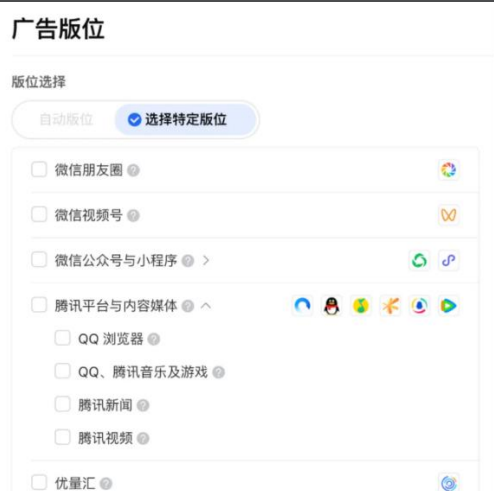 广告版位
版位选择
自动版位 选择特定版位
微信朋友圈
微信视频号
微信公众号与小程序
腾讯平台与内容媒体
QQ 浏览器
QQ、腾讯音乐及游戏
腾讯新闻
腾讯视频
优量汇